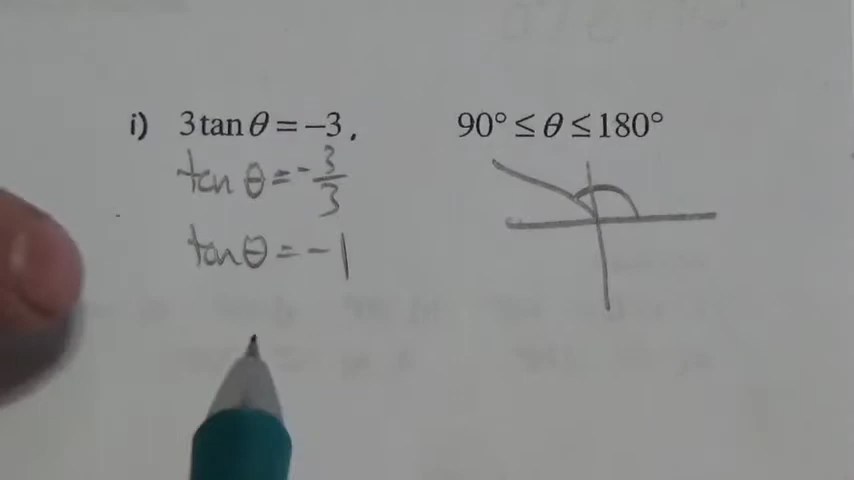 i) 3 tan θ = −3, 90° ≤ θ ≤ 180°
tan θ = - 3/3
tan θ = - 1